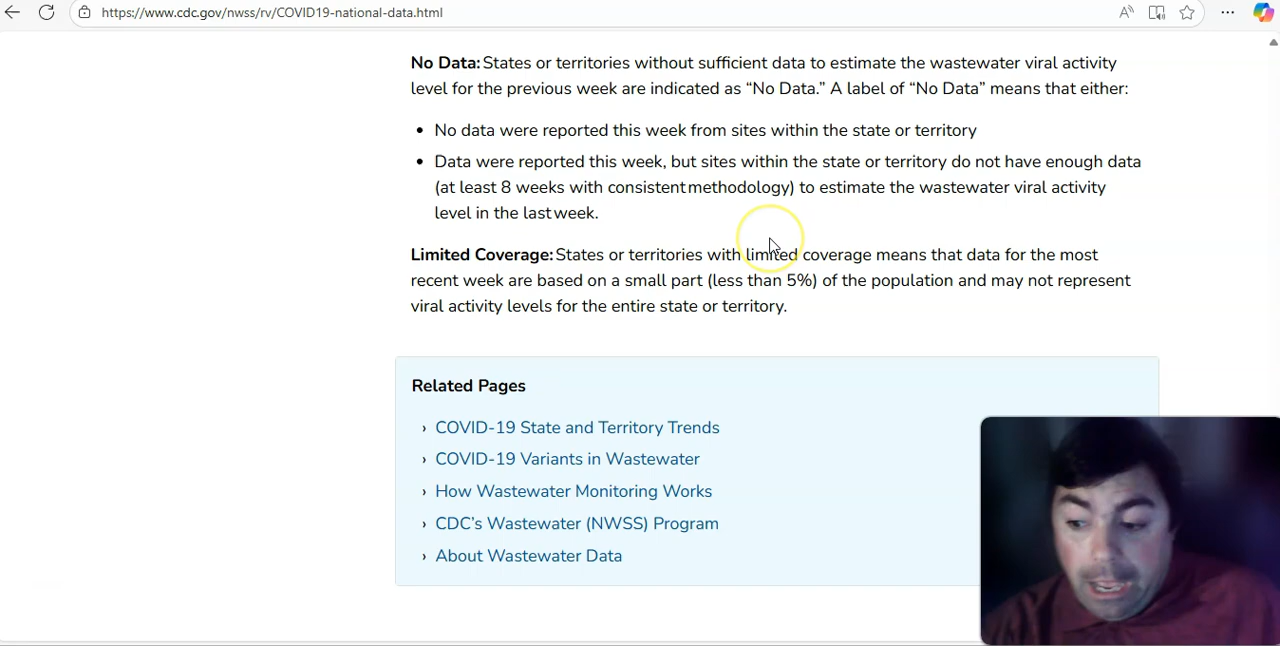 https://www.cdc.gov/nwss/rv/COVID19-national-data.html
No Data: States or territories without sufficient data to estimate the wastewater viral activity
level for the previous week are indicated as “No Data.” A label of “No Data” means that either:
• No data were reported this week from sites within the state or territory
• Data were reported this week, but sites within the state or territory do not have enough data
(at least 8 weeks with consistent methodology) to estimate the wastewater viral activity
level in the last week.
Limited Coverage: States or territories with limited coverage means that data for the most
recent week are based on a small part (less than 5%) of the population and may not represent
viral activity levels for the entire state or territory.
Related Pages
› COVID-19 State and Territory Trends
› COVID-19 Variants in Wastewater
› How Wastewater Monitoring Works
› CDC’s Wastewater (NWSS) Program
› About Wastewater Data